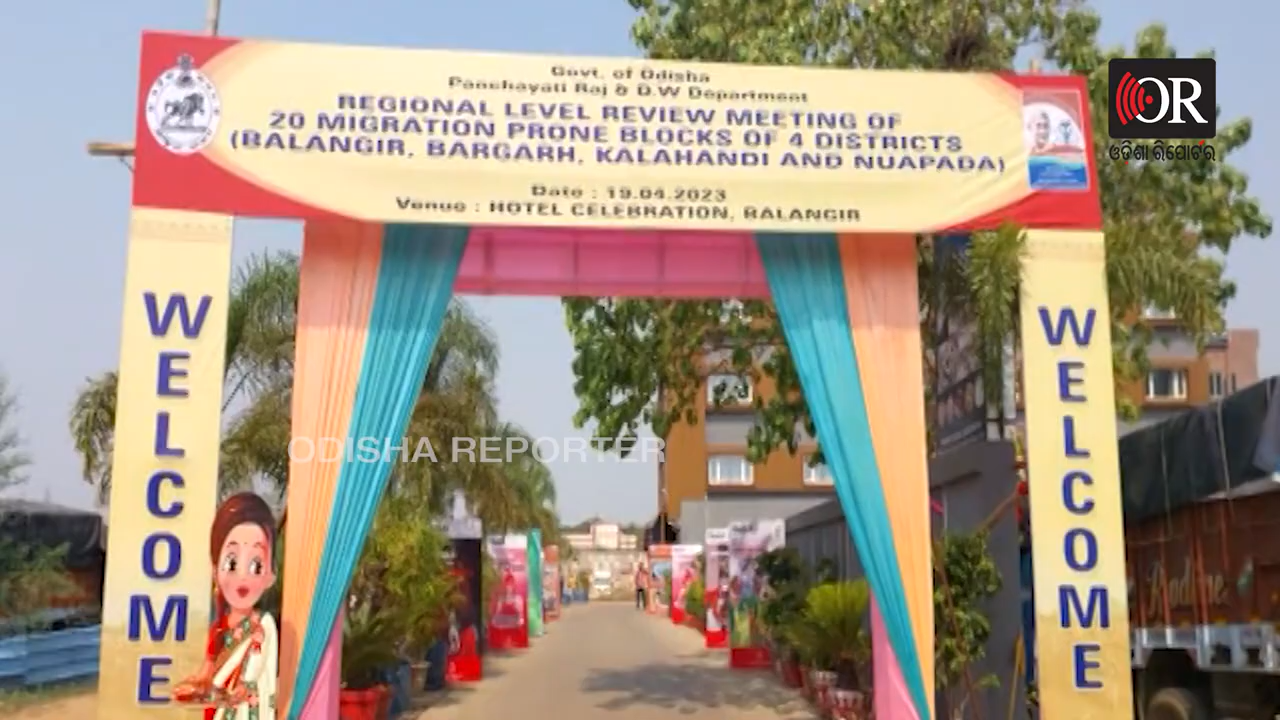 Govt. of Odisha
Panchayati Raj & D.W Department
REGIONAL LEVEL REVIEW MEETING OF
20 MIGRATION PRONE BLOCKS OF 4 DISTRICTS
(BALANGIR, BARGARH, KALAHANDI AND NUAPADA)
Date : 19.04.2023
Venue : HOTEL CELEBRATION, BALANGIR
OR
ଓଡିଶା ରିପୋର୍ଟର
WELCOME
WELCOME
ODISHA REPORTER